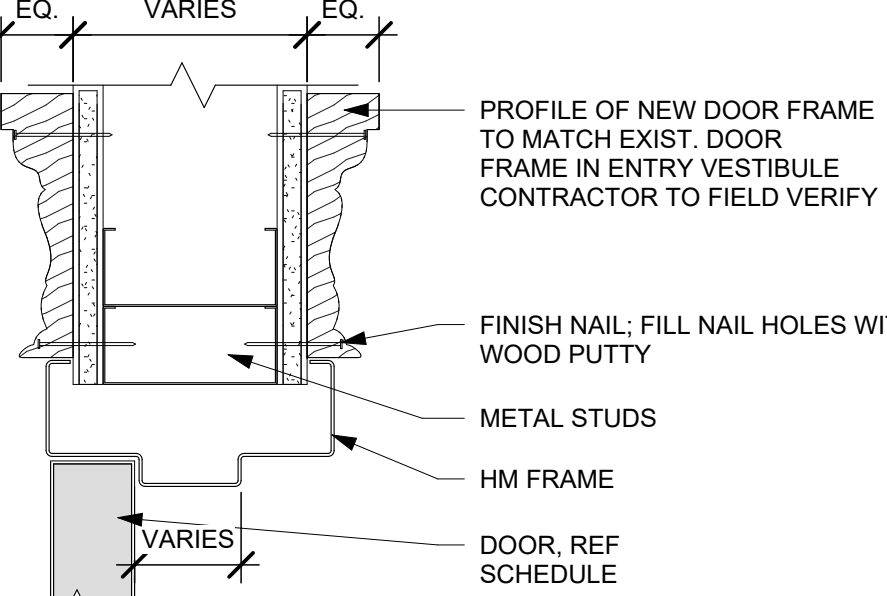 EQ. VARIES EQ.
PROFILE OF NEW DOOR FRAME
TO MATCH EXIST. DOOR
FRAME IN ENTRY VESTIBULE
CONTRACTOR TO FIELD VERIFY
FINISH NAIL; FILL NAIL HOLES WIT
WOOD PUTTY
METAL STUDS
HM FRAME
VARIES
DOOR, REF
SCHEDULE